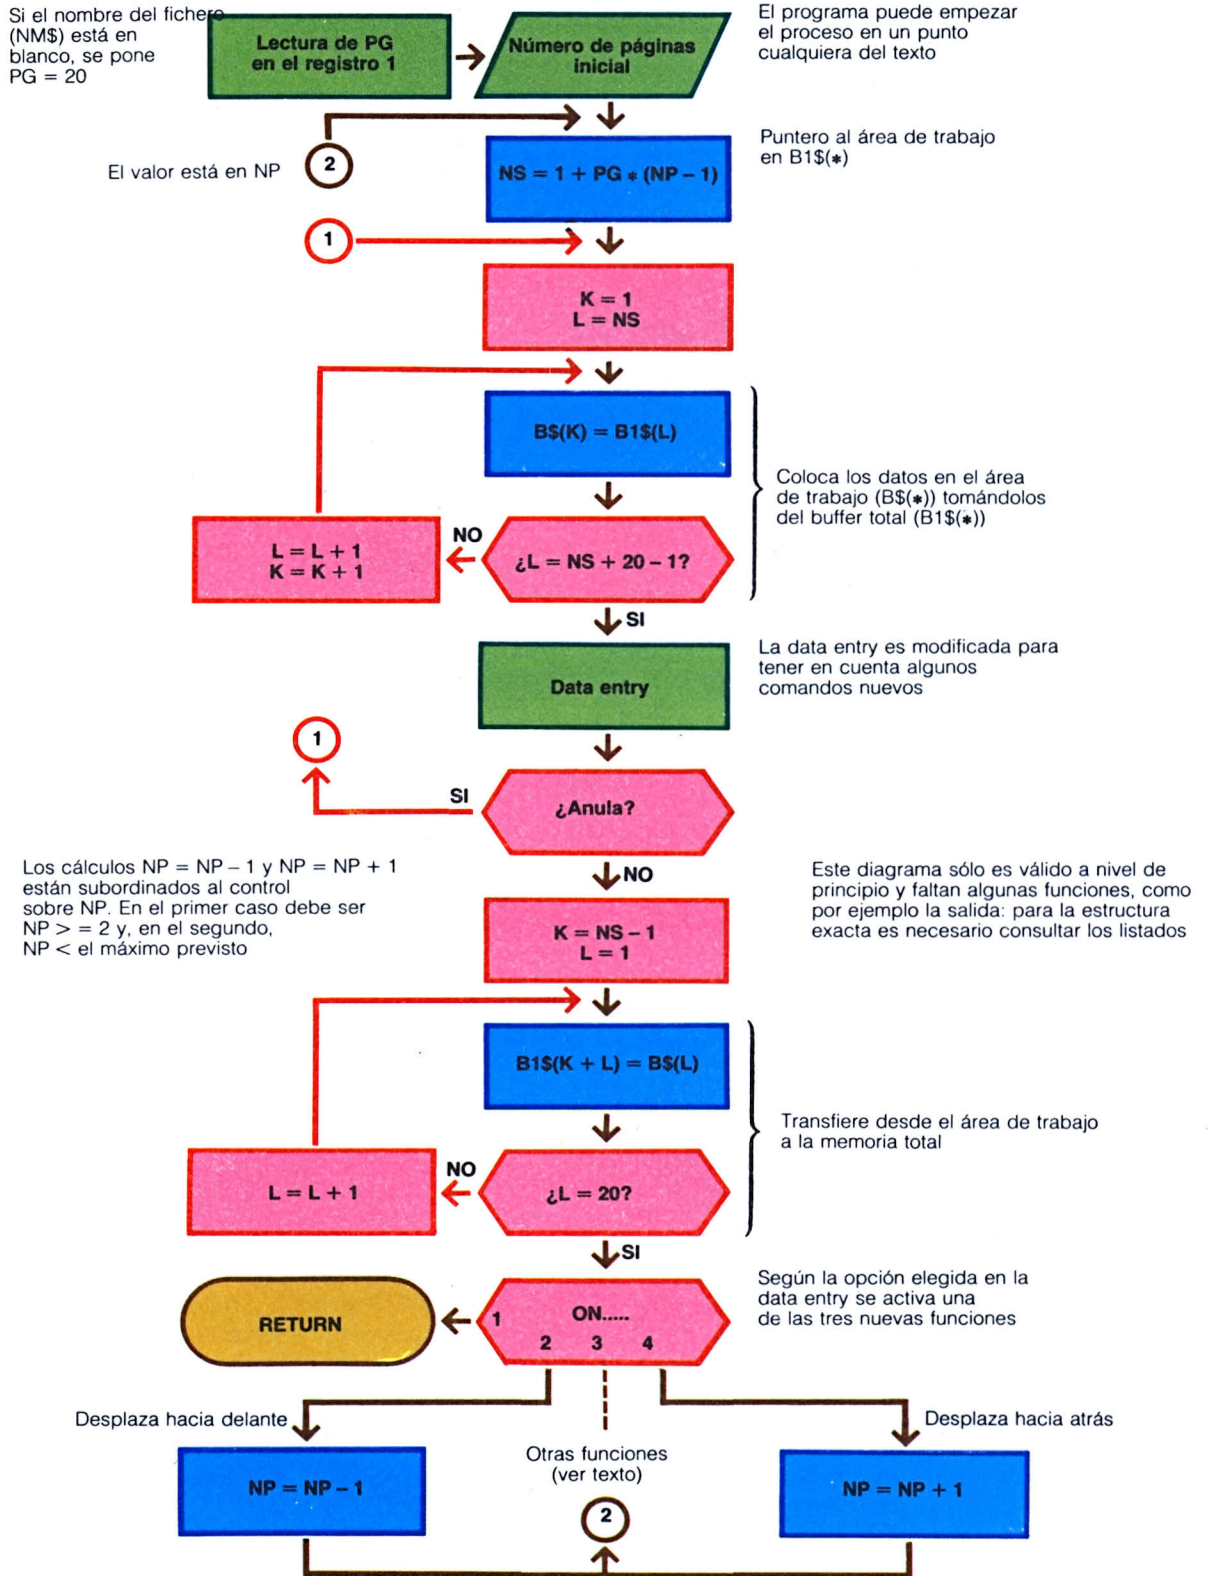 Si el nombre del fichero
(NM$) está en
blanco, se pone
PG = 20
Lectura de PG
en el registro 1
Número de páginas
inicial
El programa puede empezar
el proceso en un punto
cualquiera del texto
El valor está en NP
2
NS = 1 + PG * (NP – 1)
Puntero al área de trabajo
en B1$(*)
1
K = 1
L = NS
B$(K) = B1$(L)
Coloca los datos en el área
de trabajo (B$(*)) tomándolos
del buffer total (B1$(*))
L = L + 1
K = K + 1
NO
¿L = NS + 20 – 1?
SI
Data entry
La data entry es modificada para
tener en cuenta algunos
comandos nuevos
1
SI
¿Anula?
NO
Los cálculos NP = NP – 1 y NP = NP + 1
están subordinados al control
sobre NP. En el primer caso debe ser
NP > = 2 y, en el segundo,
NP < el máximo previsto
K = NS – 1
L = 1
Este diagrama sólo es válido a nivel de
principio y faltan algunas funciones, como
por ejemplo la salida: para la estructura
exacta es necesario consultar los listados
B1$(K + L) = B$(L)
Transfiere desde el área de trabajo
a la memoria total
L = L + 1
NO
¿L = 20?
SI
RETURN
1 ON.....
2 3 4
Según la opción elegida en la
data entry se activa una
de las tres nuevas funciones
Desplaza hacia delante
NP = NP – 1
Otras funciones
(ver texto)
2
Desplaza hacia atrás
NP = NP + 1